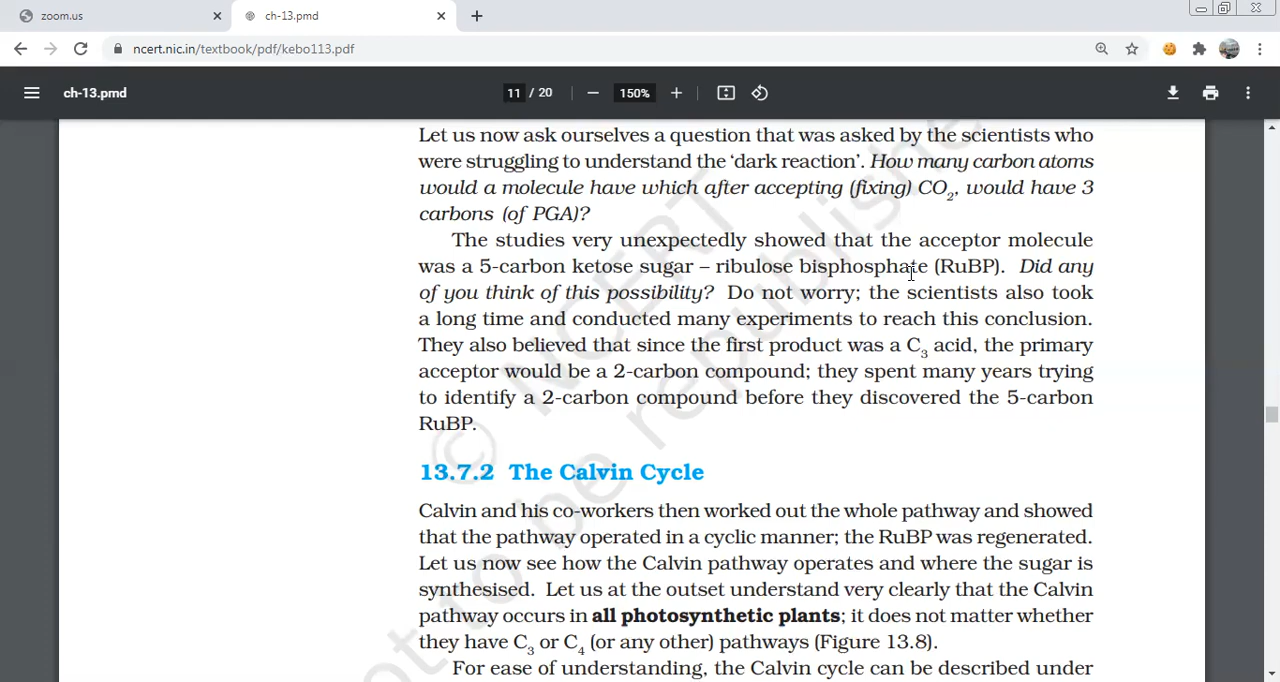 zoom.us
ch-13.pmd
ncert.nic.in/textbook/pdf/kebo113.pdf
ch-13.pmd
11 / 20
150%
Let us now ask ourselves a question that was asked by the scientists who
were struggling to understand the ‘dark reaction’. How many carbon atoms
would a molecule have which after accepting (fixing) CO2, would have 3
carbons (of PGA)?
The studies very unexpectedly showed that the acceptor molecule
was a 5-carbon ketose sugar – ribulose bisphosphate (RuBP). Did any
of you think of this possibility? Do not worry; the scientists also took
a long time and conducted many experiments to reach this conclusion.
They also believed that since the first product was a C3 acid, the primary
acceptor would be a 2-carbon compound; they spent many years trying
to identify a 2-carbon compound before they discovered the 5-carbon
RuBP.
13.7.2 The Calvin Cycle
Calvin and his co-workers then worked out the whole pathway and showed
that the pathway operated in a cyclic manner; the RuBP was regenerated.
Let us now see how the Calvin pathway operates and where the sugar is
synthesised. Let us at the outset understand very clearly that the Calvin
pathway occurs in all photosynthetic plants; it does not matter whether
they have C3 or C4 (or any other) pathways (Figure 13.8).
For ease of understanding, the Calvin cycle can be described under
© NCERT
not to be republishe